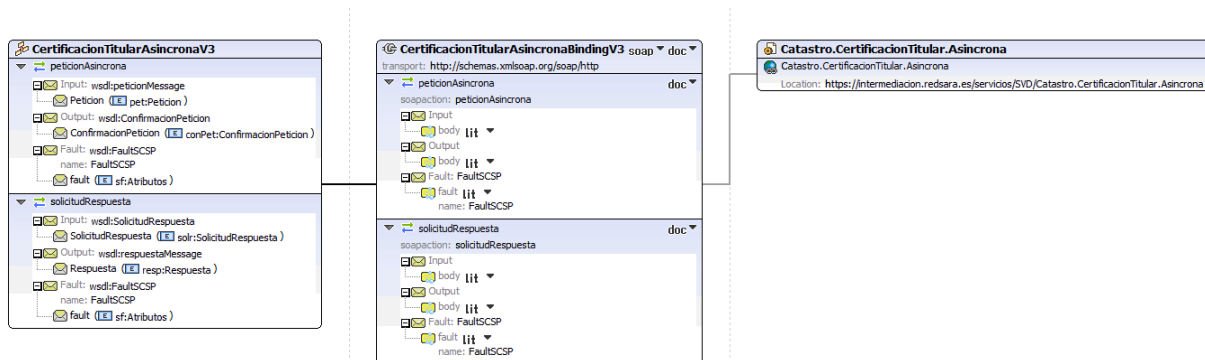 CertificacionTitularAsincronaV3
peticionAsincrona
Input: wsdl:peticionMessage
Peticion (E pet:Peticion )
Output: wsdl:ConfirmacionPeticion
ConfirmacionPeticion (E conPet:ConfirmacionPeticion )
Fault: wsdl:FaultSCSP
name: FaultSCSP
fault (E sf:Atributos )
solicitudRespuesta
Input: wsdl:SolicitudRespuesta
SolicitudRespuesta (E solr:SolicitudRespuesta )
Output: wsdl:respuestaMessage
Respuesta (E resp:Respuesta )
Fault: wsdl:FaultSCSP
name: FaultSCSP
fault (E sf:Atributos )
CertificacionTitularAsincronaBindingV3 soap doc
transport: http://schemas.xmlsoap.org/soap/http
peticionAsincrona doc
soapaction: peticionAsincrona
Input
body lit
Output
body lit
Fault: FaultSCSP
fault lit
name: FaultSCSP
solicitudRespuesta doc
soapaction: solicitudRespuesta
Input
body lit
Output
body lit
Fault: FaultSCSP
fault lit
name: FaultSCSP
Catastro.CertificacionTitular.Asincrona
Catastro.CertificacionTitular.Asincrona
Location: https://intermediacion.redsara.es/servicios/SVD/Catastro.CertificacionTitular.Asincrona